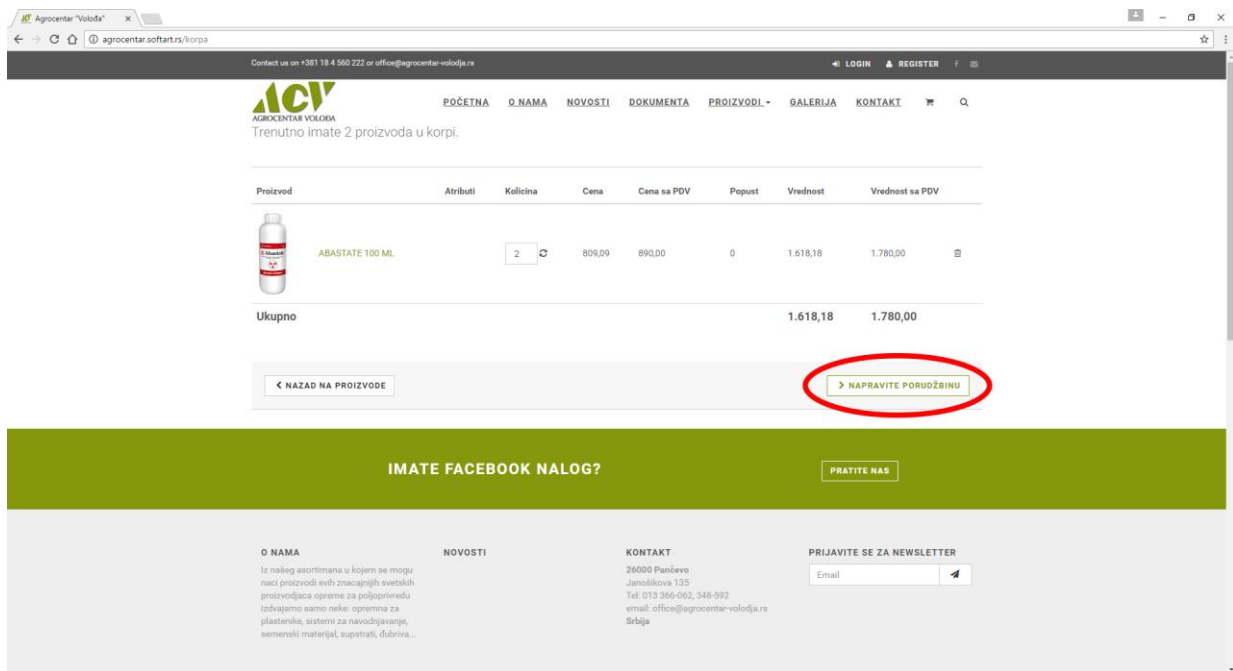 Agrocentar "Voloda"
agrocentar.softart.rs/korpa
Contact us on +381 18 4 560 222 or office@agrocentar-volodja.rs
LOGIN REGISTER
ACV
AGROCENTAR VOLOĐA
POČETNA O NAMA NOVOSTI DOKUMENTA PROIZVODI GALERIJA KONTAKT
Trenutno imate 2 proizvoda u korpi.
Proizvod Atributi Kolicina Cena Cena sa PDV Popust Vrednost Vrednost sa PDV
ABASTATE 100 ML 2 809,09 890,00 0 1.618,18 1.780,00
Ukupno 1.618,18 1.780,00
NAZAD NA PROIZVODE
NAPRAVITE PORUDŽBINU
IMATE FACEBOOK NALOG?
PRATITE NAS
O NAMA
Iz našeg asortimana u kojem se mogu
naci proizvodi svih znacajnijih svetskih
proizvodjaca opreme za poljoprivredu
izdvajamo samo neke: opremna za
plastenike, sistemi za navodnjavanje,
semenski materijal, supstrati, đubriva...
NOVOSTI
KONTAKT
26000 Pančevo
Janošikova 135
Tel: 013 366-062, 348-592
email: office@agrocentar-volodja.rs
Srbija
PRIJAVITE SE ZA NEWSLETTER
Email